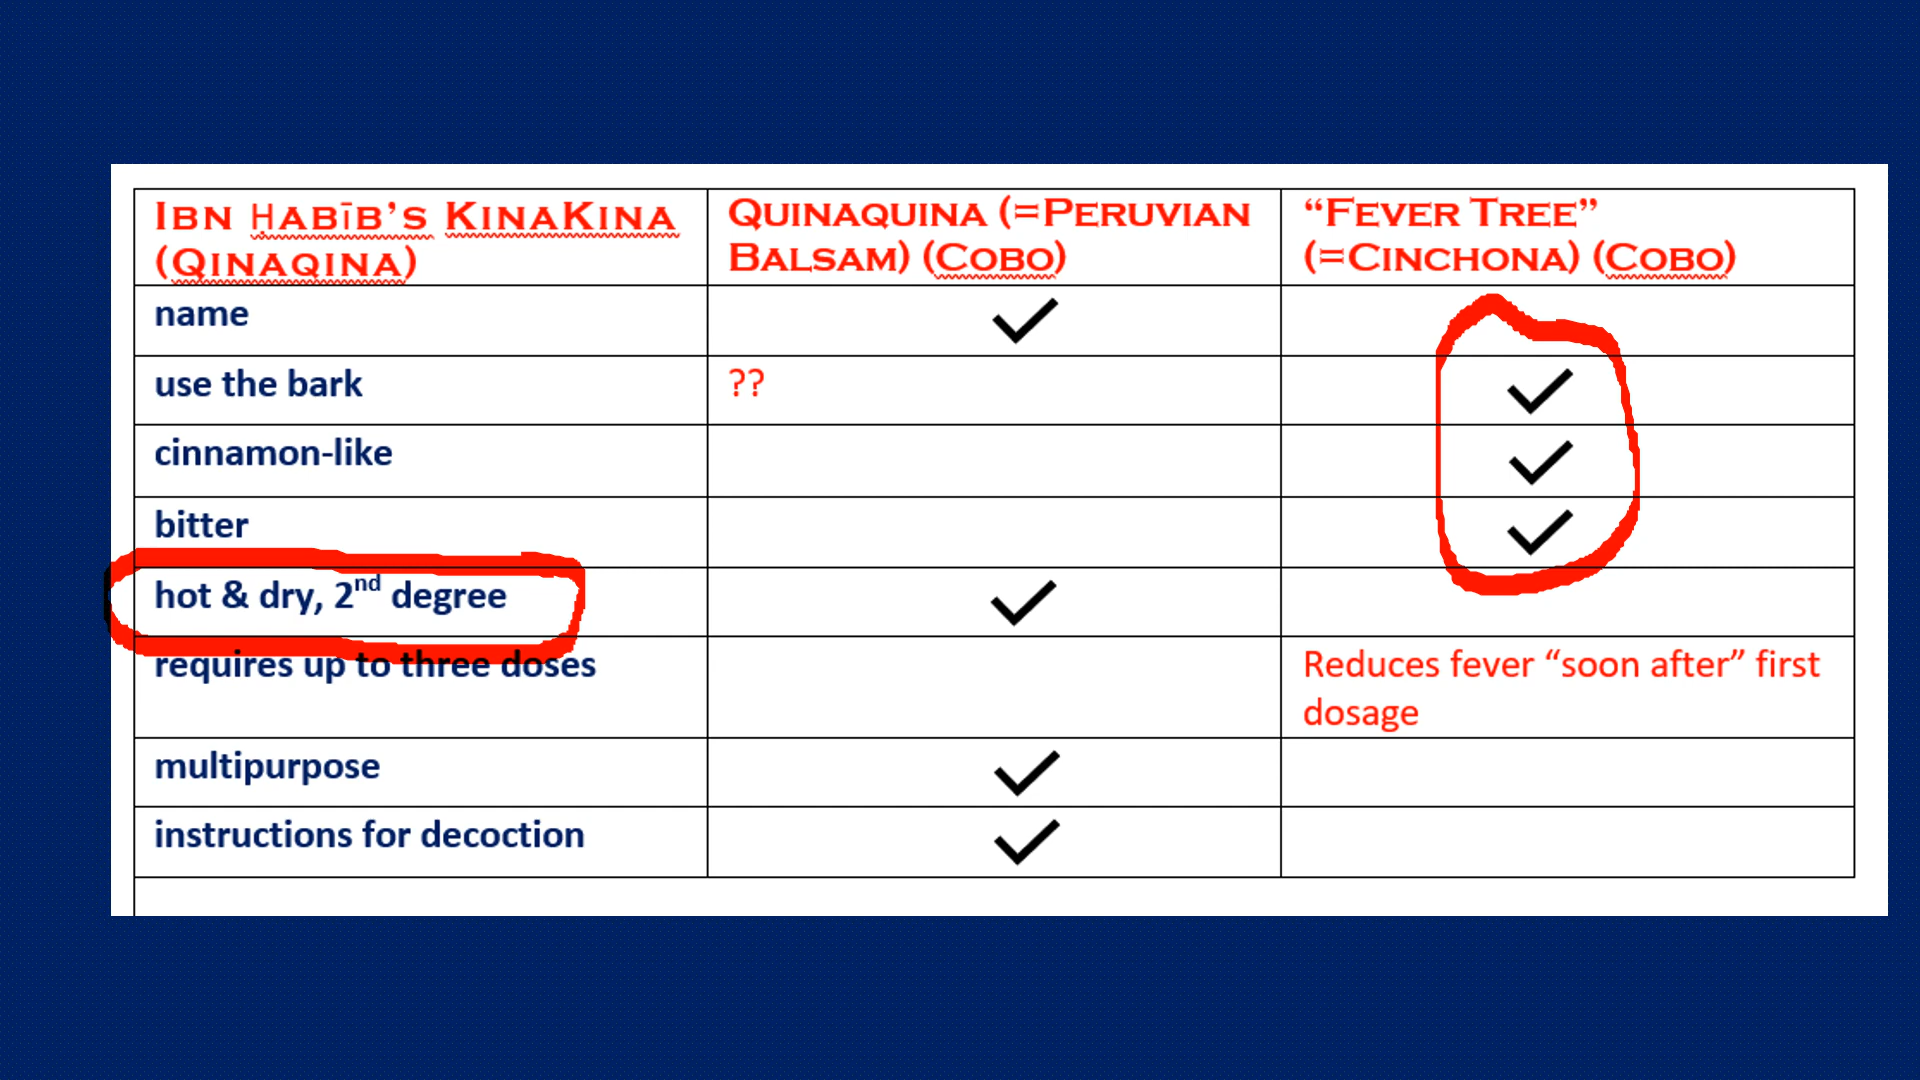 Ibn Ḥabīb’s KinaKina
(Qinaqina)
Quinaquina (=Peruvian
Balsam) (Cobo)
“Fever Tree”
(=Cinchona) (Cobo)
name
use the bark
??
cinnamon-like
bitter
hot & dry, 2nd degree
requires up to three doses
Reduces fever “soon after” first
dosage
multipurpose
instructions for decoction